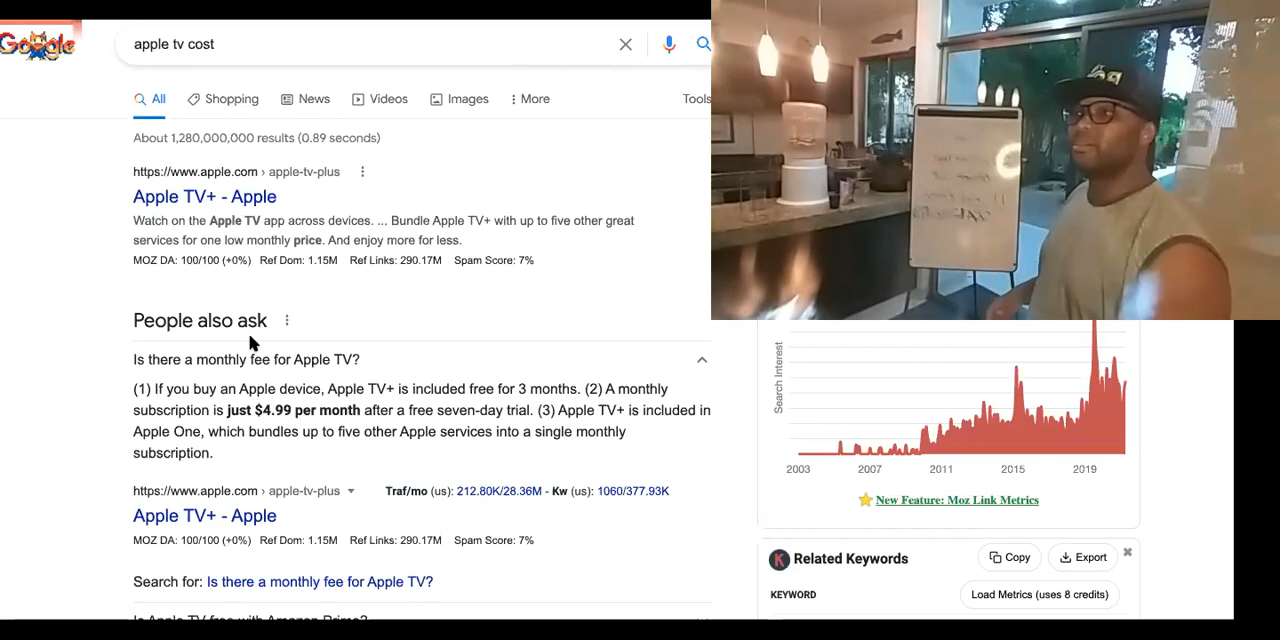 Google
apple tv cost
All
Shopping
News
Videos
Images
More
Tools
About 1,280,000,000 results (0.89 seconds)
https://www.apple.com › apple-tv-plus
Apple TV+ - Apple
Watch on the Apple TV app across devices. ... Bundle Apple TV+ with up to five other great
services for one low monthly price. And enjoy more for less.
MOZ DA: 100/100 (+0%) Ref Dom: 1.15M Ref Links: 290.17M Spam Score: 7%
People also ask
Is there a monthly fee for Apple TV?
(1) If you buy an Apple device, Apple TV+ is included free for 3 months. (2) A monthly
subscription is just $4.99 per month after a free seven-day trial. (3) Apple TV+ is included in
Apple One, which bundles up to five other Apple services into a single monthly
subscription.
https://www.apple.com › apple-tv-plus Traf/mo (us): 212.80K/28.36M - Kw (us): 1060/377.93K
Apple TV+ - Apple
MOZ DA: 100/100 (+0%) Ref Dom: 1.15M Ref Links: 290.17M Spam Score: 7%
Search for: Is there a monthly fee for Apple TV?
Is Apple TV free with Amazon Prime?
Search Interest
2003 2007 2011 2015 2019
New Feature: Moz Link Metrics
K Related Keywords
Copy
Export
KEYWORD
Load Metrics (uses 8 credits)